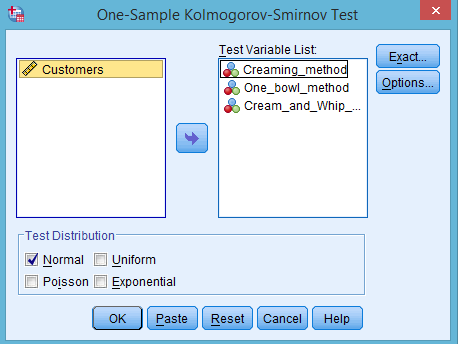 One-Sample Kolmogorov-Smirnov Test
Test Variable List:
Customers
Creaming_method
One_bowl_method
Cream_and_Whip_...
Exact...
Options...
Test Distribution
Normal Uniform
Poisson Exponential
OK Paste Reset Cancel Help